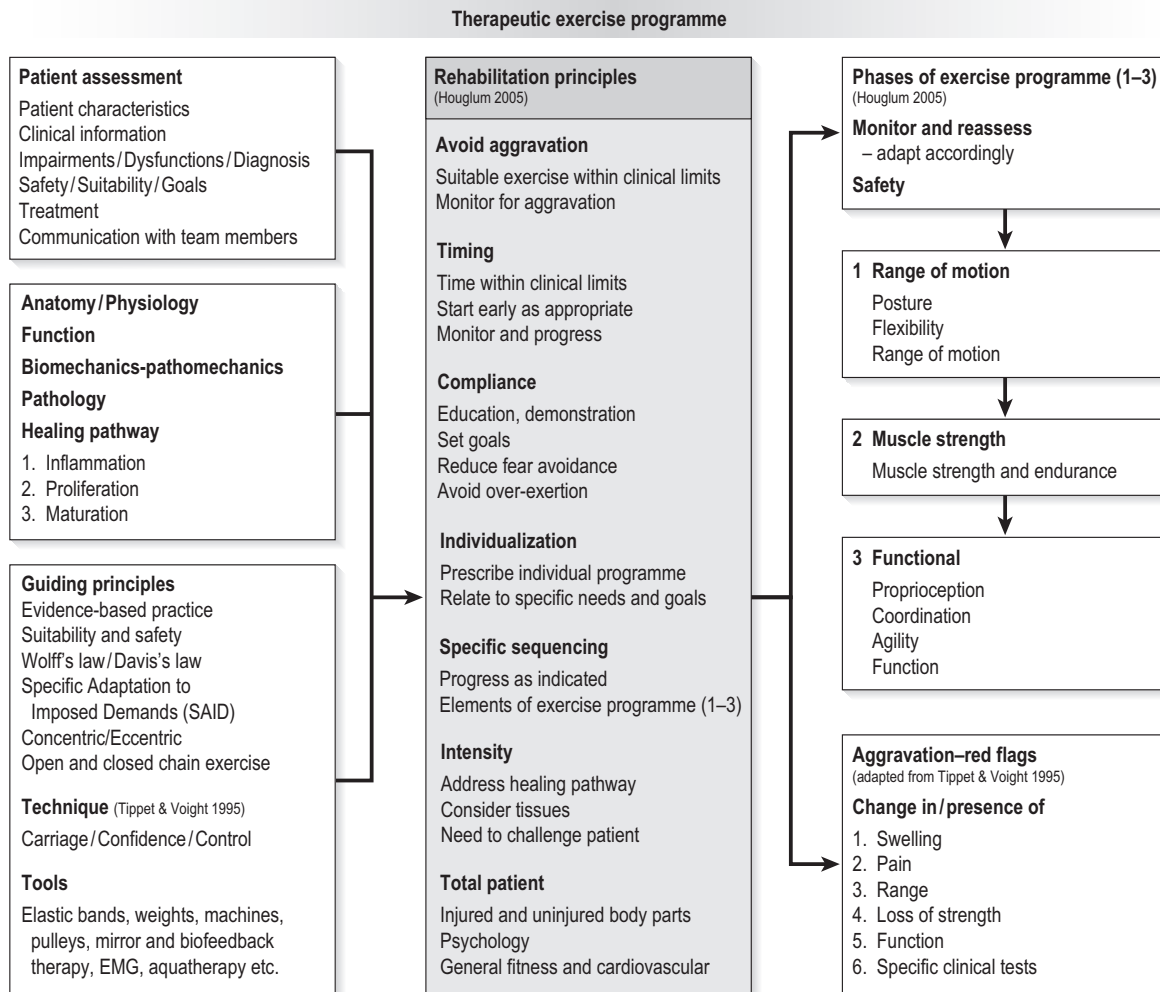 Therapeutic exercise programme
Patient assessment
Patient characteristics
Clinical information
Impairments/Dysfunctions/Diagnosis
Safety/Suitability/Goals
Treatment
Communication with team members
Anatomy/Physiology
Function
Biomechanics-pathomechanics
Pathology
Healing pathway
1. Inflammation
2. Proliferation
3. Maturation
Guiding principles
Evidence-based practice
Suitability and safety
Wolff's law/Davis's law
Specific Adaptation to
Imposed Demands (SAID)
Concentric/Eccentric
Open and closed chain exercise
Technique (Tippet & Voight 1995)
Carriage/Confidence/Control
Tools
Elastic bands, weights, machines,
pulleys, mirror and biofeedback
therapy, EMG, aquatherapy etc.
Rehabilitation principles
(Houglum 2005)
Avoid aggravation
Suitable exercise within clinical limits
Monitor for aggravation
Timing
Time within clinical limits
Start early as appropriate
Monitor and progress
Compliance
Education, demonstration
Set goals
Reduce fear avoidance
Avoid over-exertion
Individualization
Prescribe individual programme
Relate to specific needs and goals
Specific sequencing
Progress as indicated
Elements of exercise programme (1–3)
Intensity
Address healing pathway
Consider tissues
Need to challenge patient
Total patient
Injured and uninjured body parts
Psychology
General fitness and cardiovascular
Phases of exercise programme (1–3)
(Houglum 2005)
Monitor and reassess
– adapt accordingly
Safety
1 Range of motion
Posture
Flexibility
Range of motion
2 Muscle strength
Muscle strength and endurance
3 Functional
Proprioception
Coordination
Agility
Function
Aggravation–red flags
(adapted from Tippet & Voight 1995)
Change in/presence of
1. Swelling
2. Pain
3. Range
4. Loss of strength
5. Function
6. Specific clinical tests